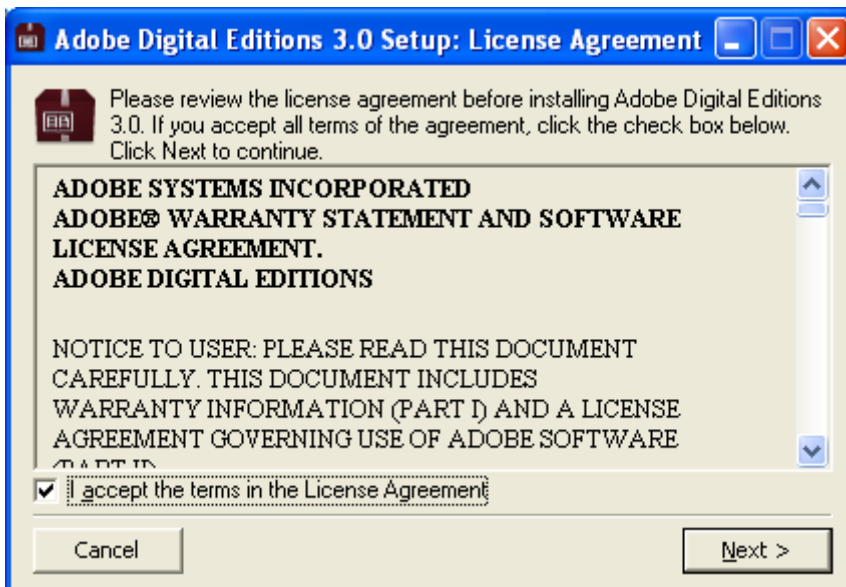 Adobe Digital Editions 3.0 Setup: License Agreement
Please review the license agreement before installing Adobe Digital Editions
3.0. If you accept all terms of the agreement, click the check box below.
Click Next to continue.
ADOBE SYSTEMS INCORPORATED
ADOBE® WARRANTY STATEMENT AND SOFTWARE
LICENSE AGREEMENT.
ADOBE DIGITAL EDITIONS
NOTICE TO USER: PLEASE READ THIS DOCUMENT
CAREFULLY. THIS DOCUMENT INCLUDES
WARRANTY INFORMATION (PART I) AND A LICENSE
AGREEMENT GOVERNING USE OF ADOBE SOFTWARE
(PART II)
I accept the terms in the License Agreement
Cancel
Next >